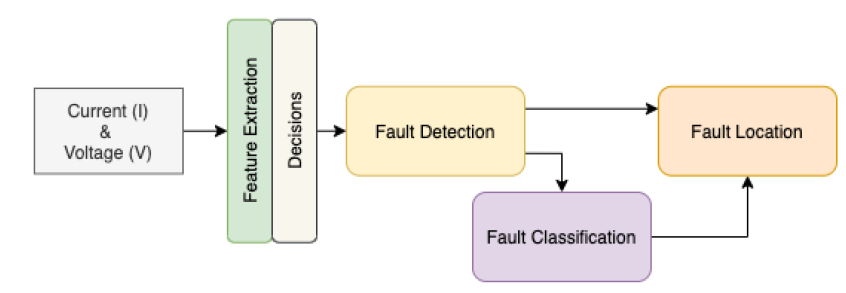 Current (I)
&
Voltage (V)
Feature Extraction
Decisions
Fault Detection
Fault Classification
Fault Location